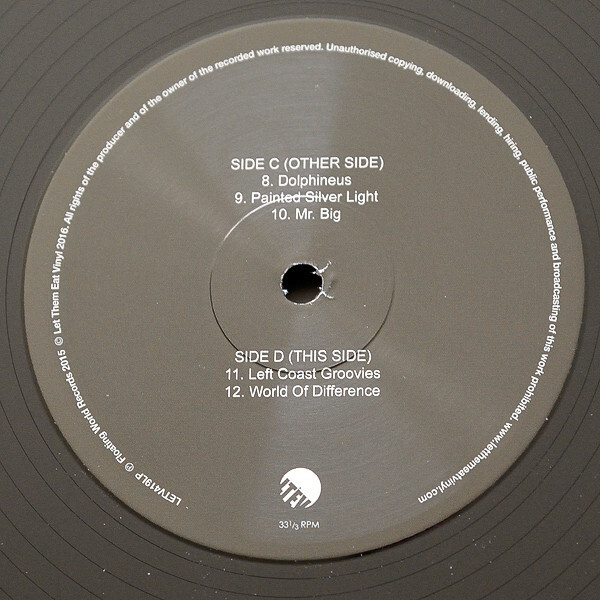 LETV419LP ℗ Floating World Records 2015 © Let Them Eat Vinyl 2016. All rights of the producer and of the owner of the recorded work reserved. Unauthorised copying, downloading, lending, hiring, public performance and broadcasting of this work prohibited. www.letthemeatvinyl.com
SIDE C (OTHER SIDE)
8. Dolphineus
9. Painted Silver Light
10. Mr. Big
SIDE D (THIS SIDE)
11. Left Coast Groovies
12. World Of Difference
LTEV
33⅓ RPM